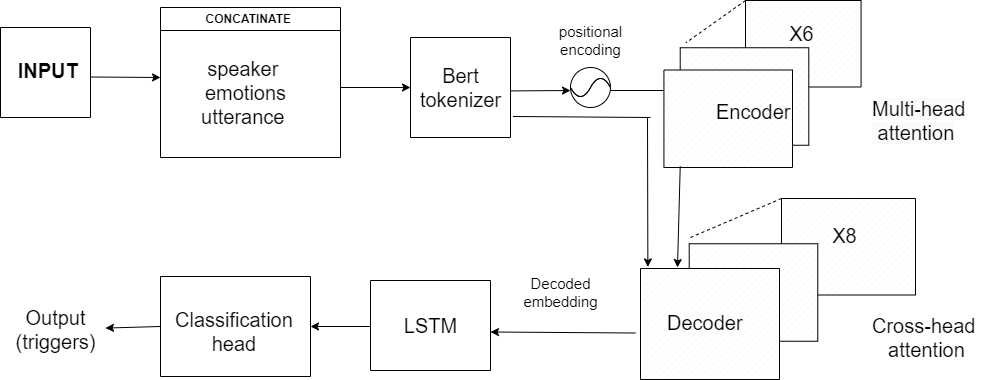 CONCATINATE
INPUT
speaker
emotions
utterance
Bert
tokenizer
positional
encoding
X6
Encoder
Multi-head
attention
X8
Decoder
Cross-head
attention
Decoded
embedding
LSTM
Classification
head
Output
(triggers)